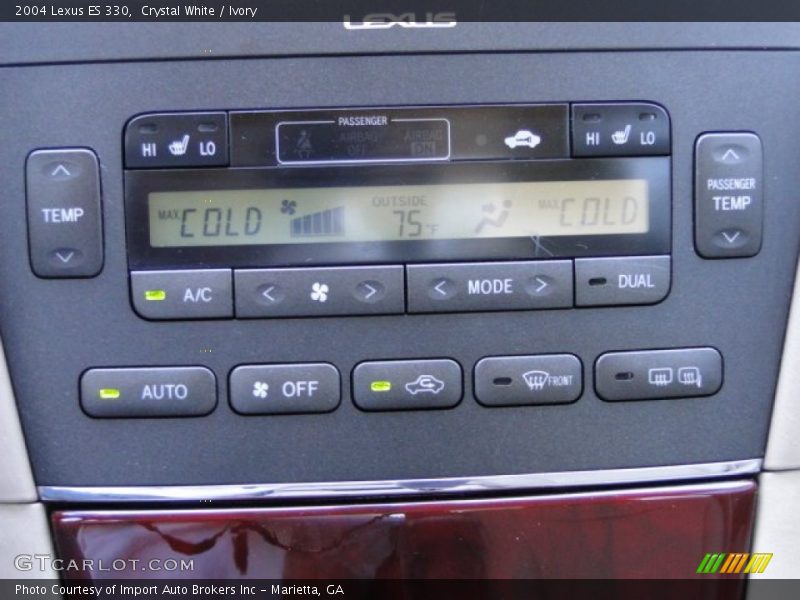 2004 Lexus ES 330, Crystal White / Ivory
LEXUS
HI LO
PASSENGER
AIRBAG OFF
AIRBAG ON
HI LO
TEMP
PASSENGER
TEMP
MAX COLD
OUTSIDE
75°F
MAX COLD
A/C
< >
< MODE >
DUAL
AUTO
OFF
FRONT
GTCARLOT.COM
Photo Courtesy of Import Auto Brokers Inc - Marietta, GA